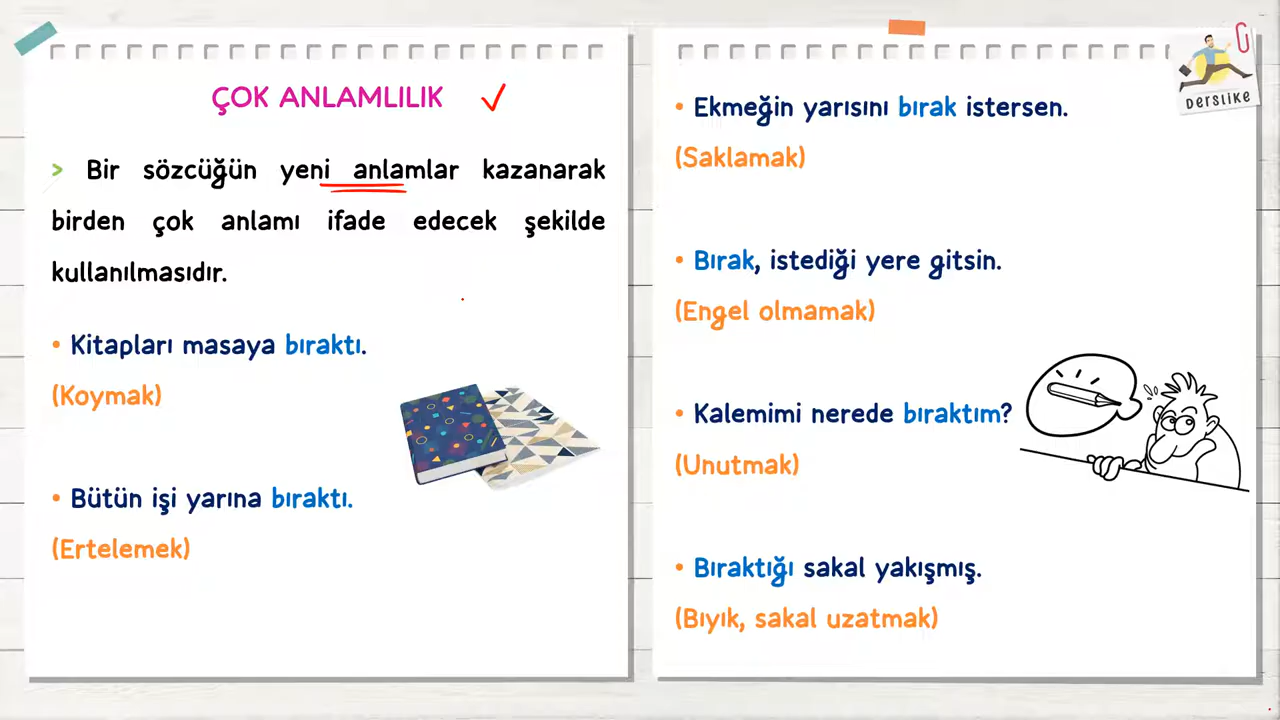 ÇOK ANLAMLILIK
> Bir sözcüğün yeni anlamlar kazanarak
birden çok anlamı ifade edecek şekilde
kullanılmasıdır.
• Kitapları masaya bıraktı.
(Koymak)
• Bütün işi yarına bıraktı.
(Ertelemek)
• Ekmeğin yarısını bırak istersen.
(Saklamak)
• Bırak, istediği yere gitsin.
(Engel olmamak)
• Kalemimi nerede bıraktım?
(Unutmak)
• Bıraktığı sakal yakışmış.
(Bıyık, sakal uzatmak)
DERSLİKE